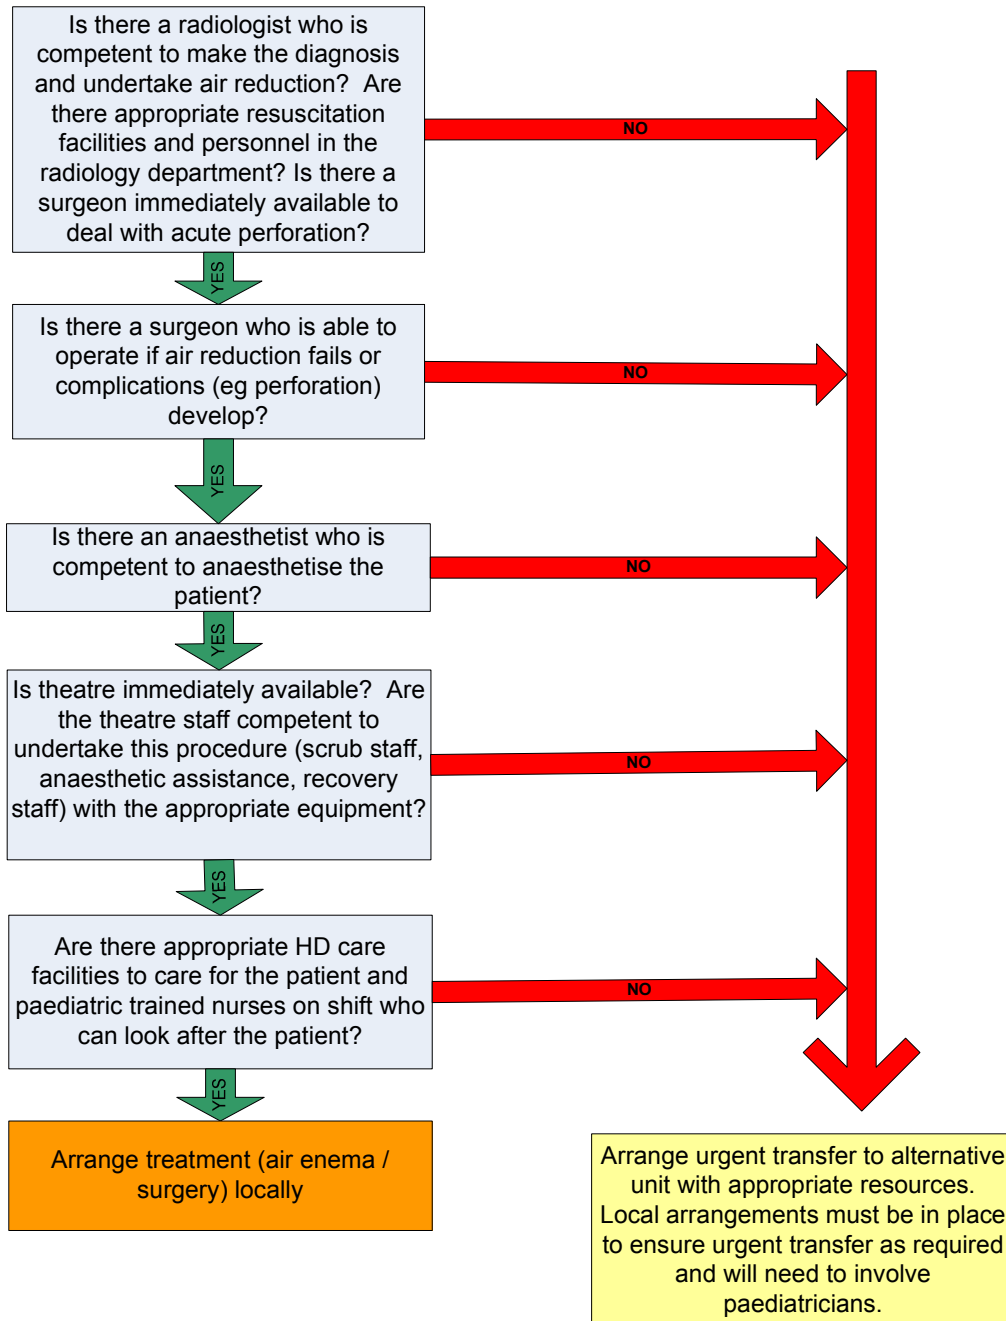 Is there a radiologist who is
competent to make the diagnosis
and undertake air reduction?  Are
there appropriate resuscitation
facilities and personnel in the
radiology department? Is there a
surgeon immediately available to
deal with acute perforation?
NO
YES
Is there a surgeon who is able to
operate if air reduction fails or
complications (eg perforation)
develop?
NO
YES
Is there an anaesthetist who is
competent to anaesthetise the
patient?
NO
YES
Is theatre immediately available?  Are
the theatre staff competent to
undertake this procedure (scrub staff,
anaesthetic assistance, recovery
staff) with the appropriate equipment?
NO
YES
Are there appropriate HD care
facilities to care for the patient and
paediatric trained nurses on shift who
can look after the patient?
NO
YES
Arrange treatment (air enema /
surgery) locally
Arrange urgent transfer to alternative
unit with appropriate resources.
Local arrangements must be in place
to ensure urgent transfer as required
and will need to involve
paediatricians.